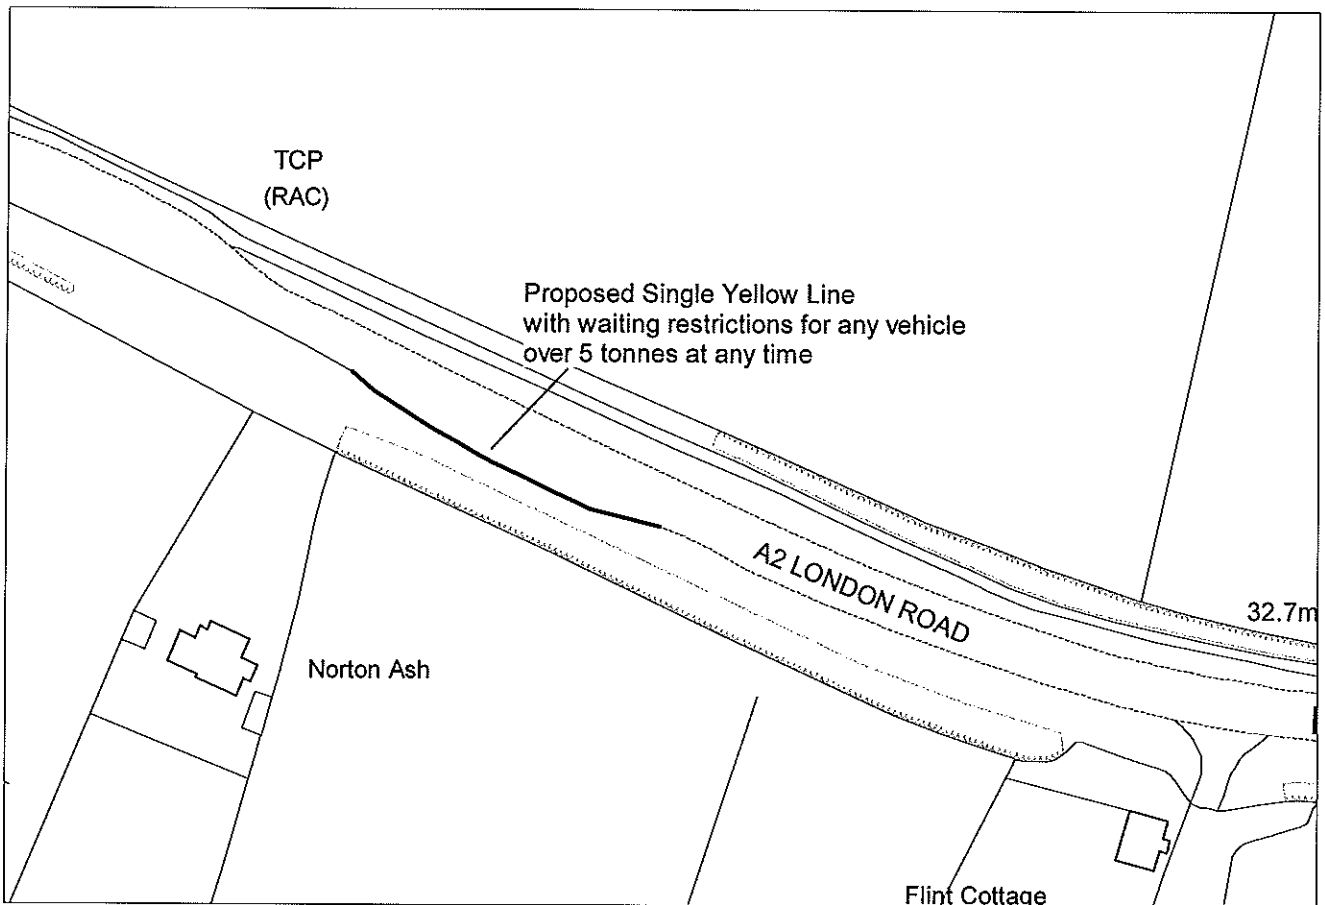 TCP
(RAC)
Proposed Single Yellow Line
with waiting restrictions for any vehicle
over 5 tonnes at any time
A2 LONDON ROAD
32.7m
Norton Ash
Flint Cottage